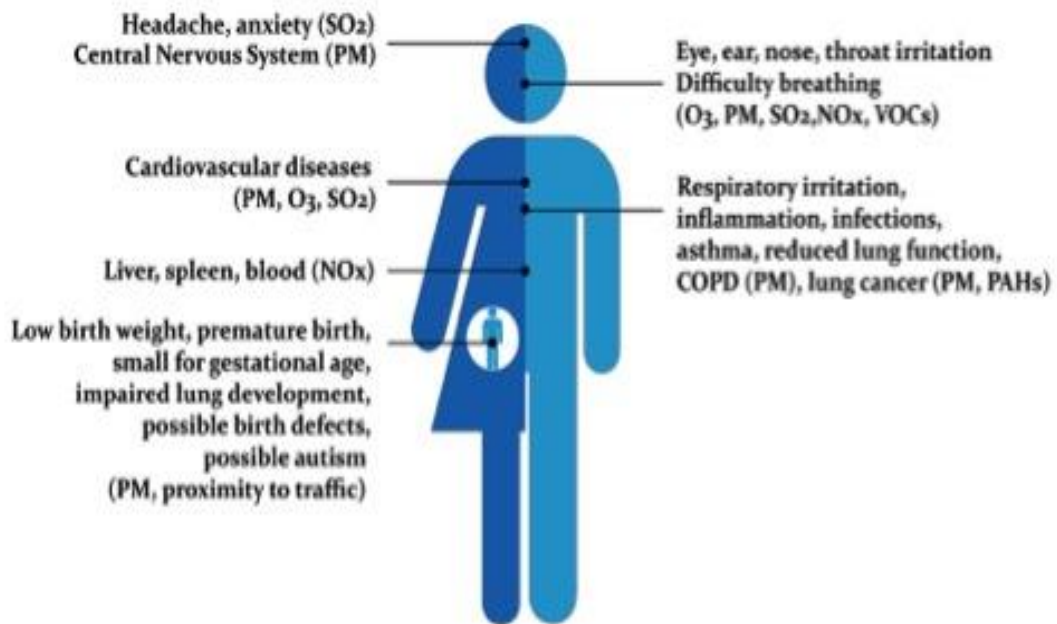 Headache, anxiety (SO2)
Central Nervous System (PM)
Eye, ear, nose, throat irritation
Difficulty breathing
(O3, PM, SO2,NOx, VOCs)
Cardiovascular diseases
(PM, O3, SO2)
Respiratory irritation,
inflammation, infections,
asthma, reduced lung function,
COPD (PM), lung cancer (PM, PAHs)
Liver, spleen, blood (NOx)
Low birth weight, premature birth,
small for gestational age,
impaired lung development,
possible birth defects,
possible autism
(PM, proximity to traffic)